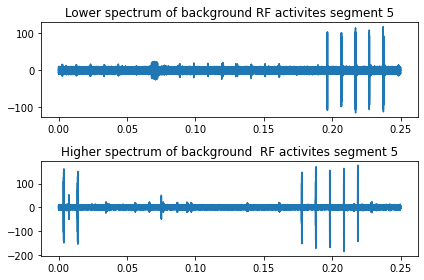 Lower spectrum of background RF activites segment 5
100
0
−100
0.00 0.05 0.10 0.15 0.20 0.25
Higher spectrum of background  RF activites segment 5
100
0
−100
−200
0.00 0.05 0.10 0.15 0.20 0.25